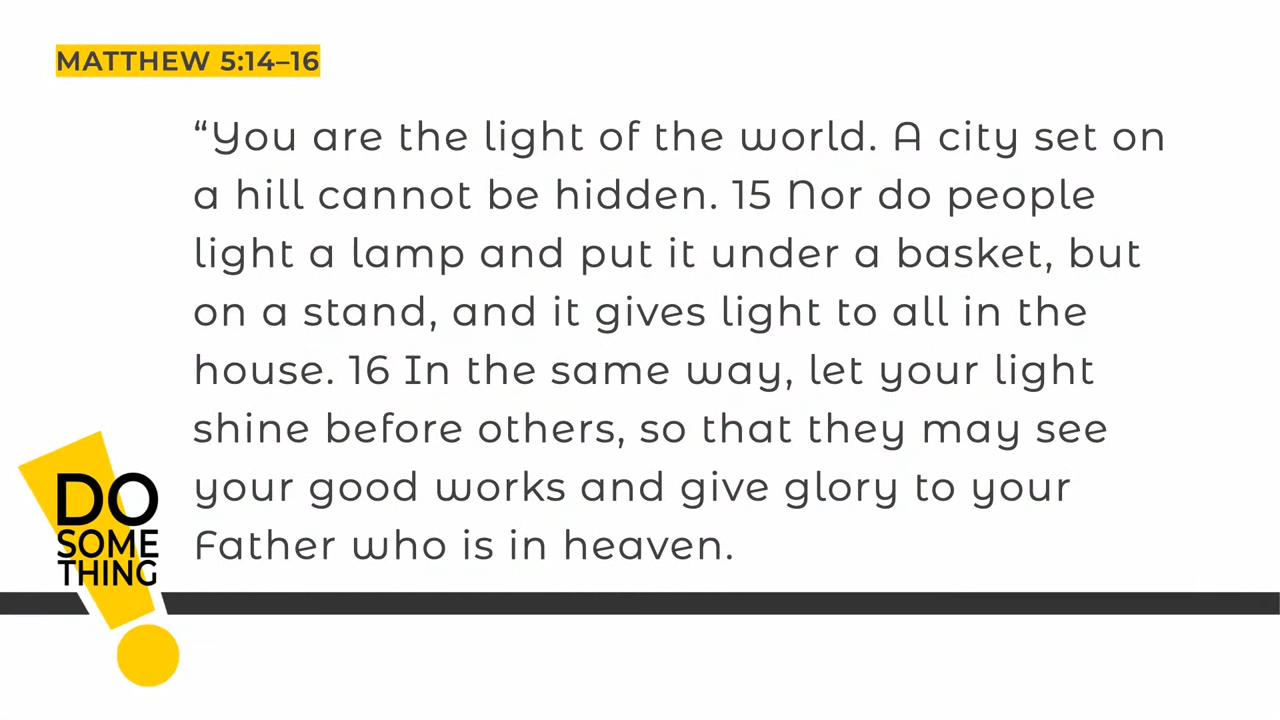 MATTHEW 5:14–16
“You are the light of the world. A city set on
a hill cannot be hidden. 15 Nor do people
light a lamp and put it under a basket, but
on a stand, and it gives light to all in the
house. 16 In the same way, let your light
shine before others, so that they may see
your good works and give glory to your
Father who is in heaven.
DO
SOME
THING